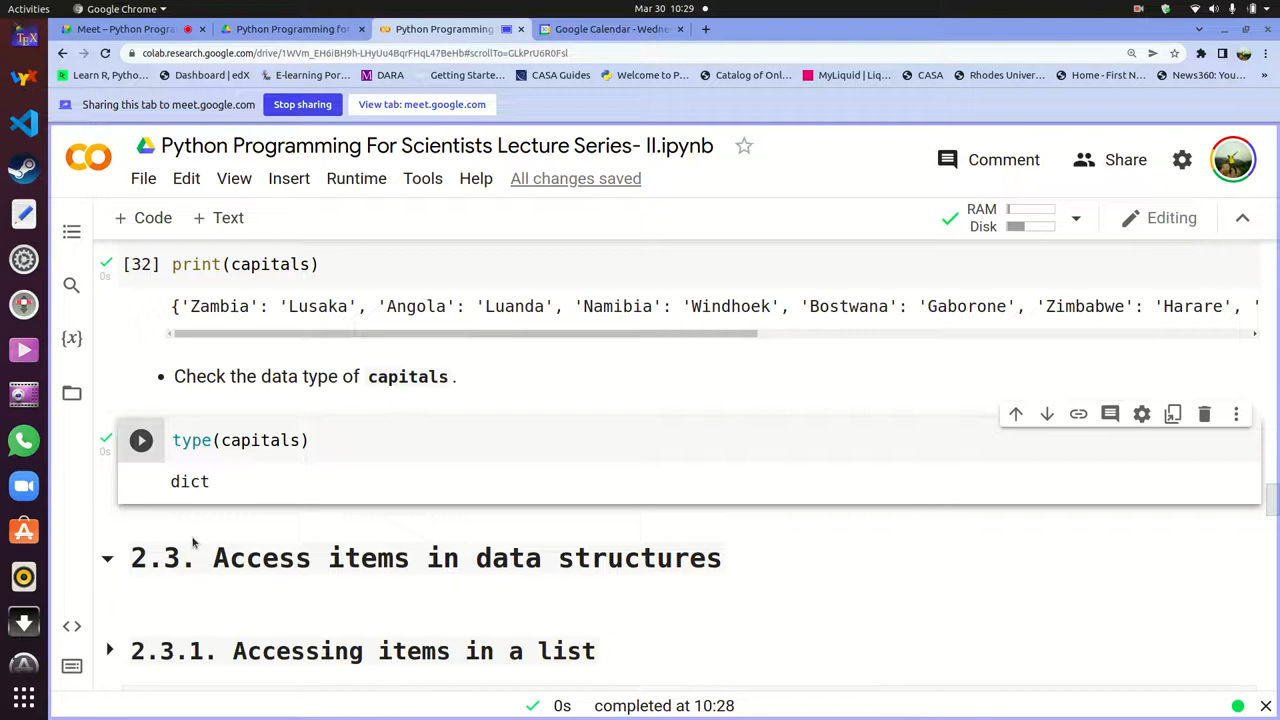 Activities
Google Chrome
Mar 30 10:29
Meet – Python Progra
Python Programming fo
Python Programming
Google Calendar - Wedne
colab.research.google.com/drive/1WVm_EH6iBH9h-LHyUu4BqrFHqL47BeHb#scrollTo=GLkPrU6R0Fsl
Learn R, Pytho...
Dashboard | edX
E-learning Por...
DARA
Getting Starte...
CASA Guides
Welcome to P...
Catalog of Onl...
MyLiquid | Liq...
CASA
Rhodes Univer...
Home - First N...
News360: You...
Sharing this tab to meet.google.com
Stop sharing
View tab: meet.google.com
Python Programming For Scientists Lecture Series- II.ipynb
Comment
Share
File Edit View Insert Runtime Tools Help All changes saved
+ Code + Text
RAM
Disk
Editing
[32] print(capitals)
0s
{'Zambia': 'Lusaka', 'Angola': 'Luanda', 'Namibia': 'Windhoek', 'Bostwana': 'Gaborone', 'Zimbabwe': 'Harare', '
• Check the data type of capitals.
type(capitals)
0s
dict
2.3. Access items in data structures
2.3.1. Accessing items in a list
0s completed at 10:28